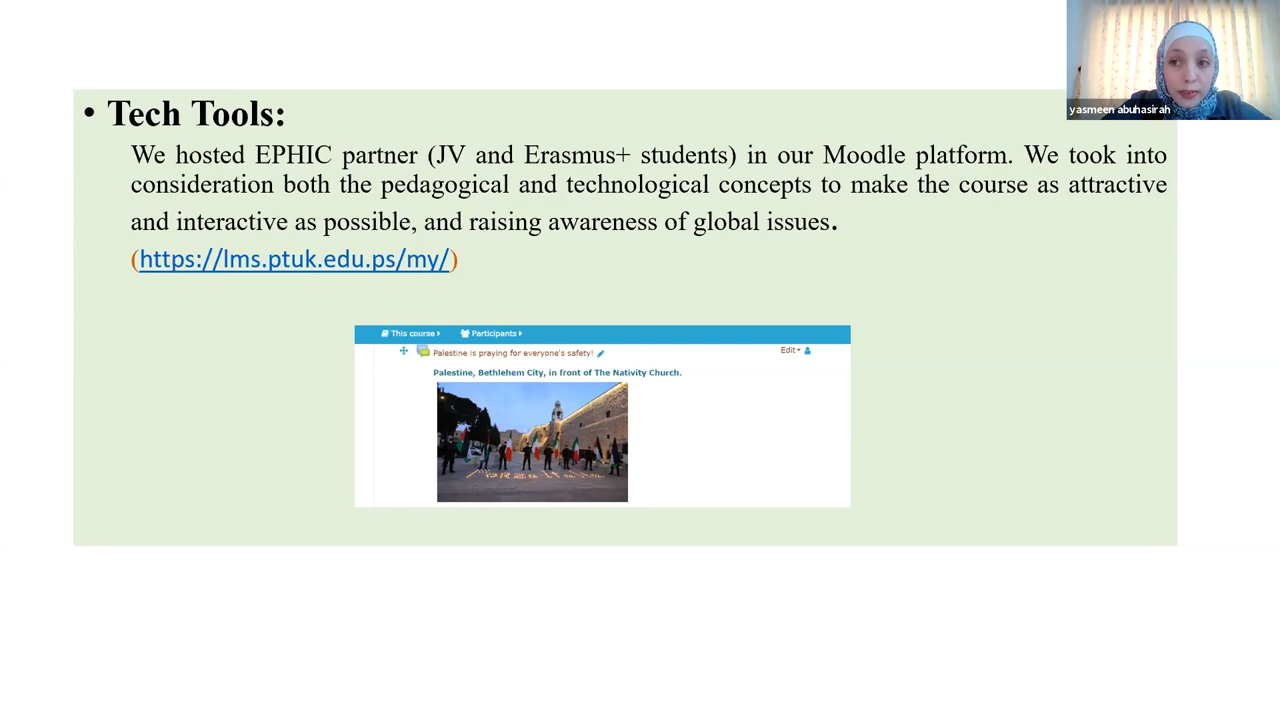 yasmeen abuhasirah
• Tech Tools:
We hosted EPHIC partner (JV and Erasmus+ students) in our Moodle platform. We took into
consideration both the pedagogical and technological concepts to make the course as attractive
and interactive as possible, and raising awareness of global issues.
(https://lms.ptuk.edu.ps/my/)
This course Participants
Palestine is praying for everyone's safety! Edit
Palestine, Bethlehem City, in front of The Nativity Church.